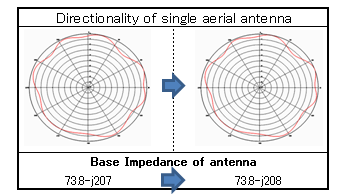 Directionality of single aerial antenna
Base Impedance of antenna
73.8-j207 73.8-j208